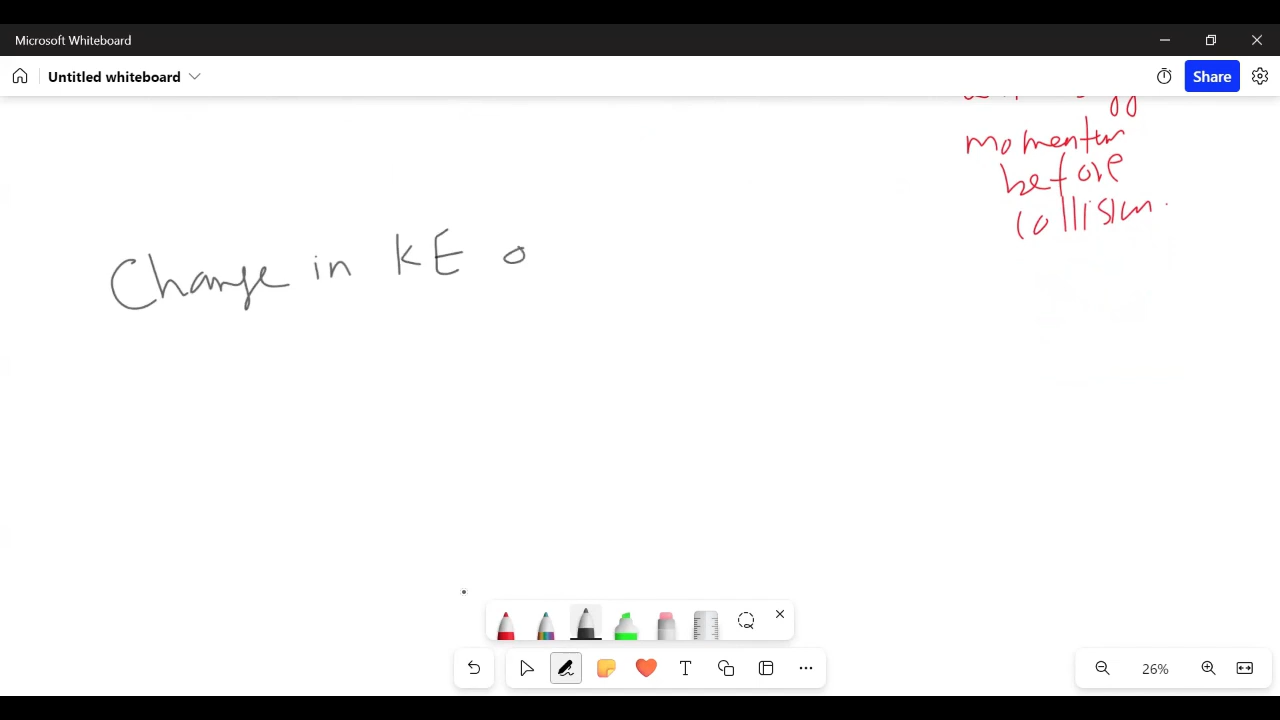 Microsoft Whiteboard
Untitled whiteboard
Share
momentum
before
collision.
Change in KE o
26%